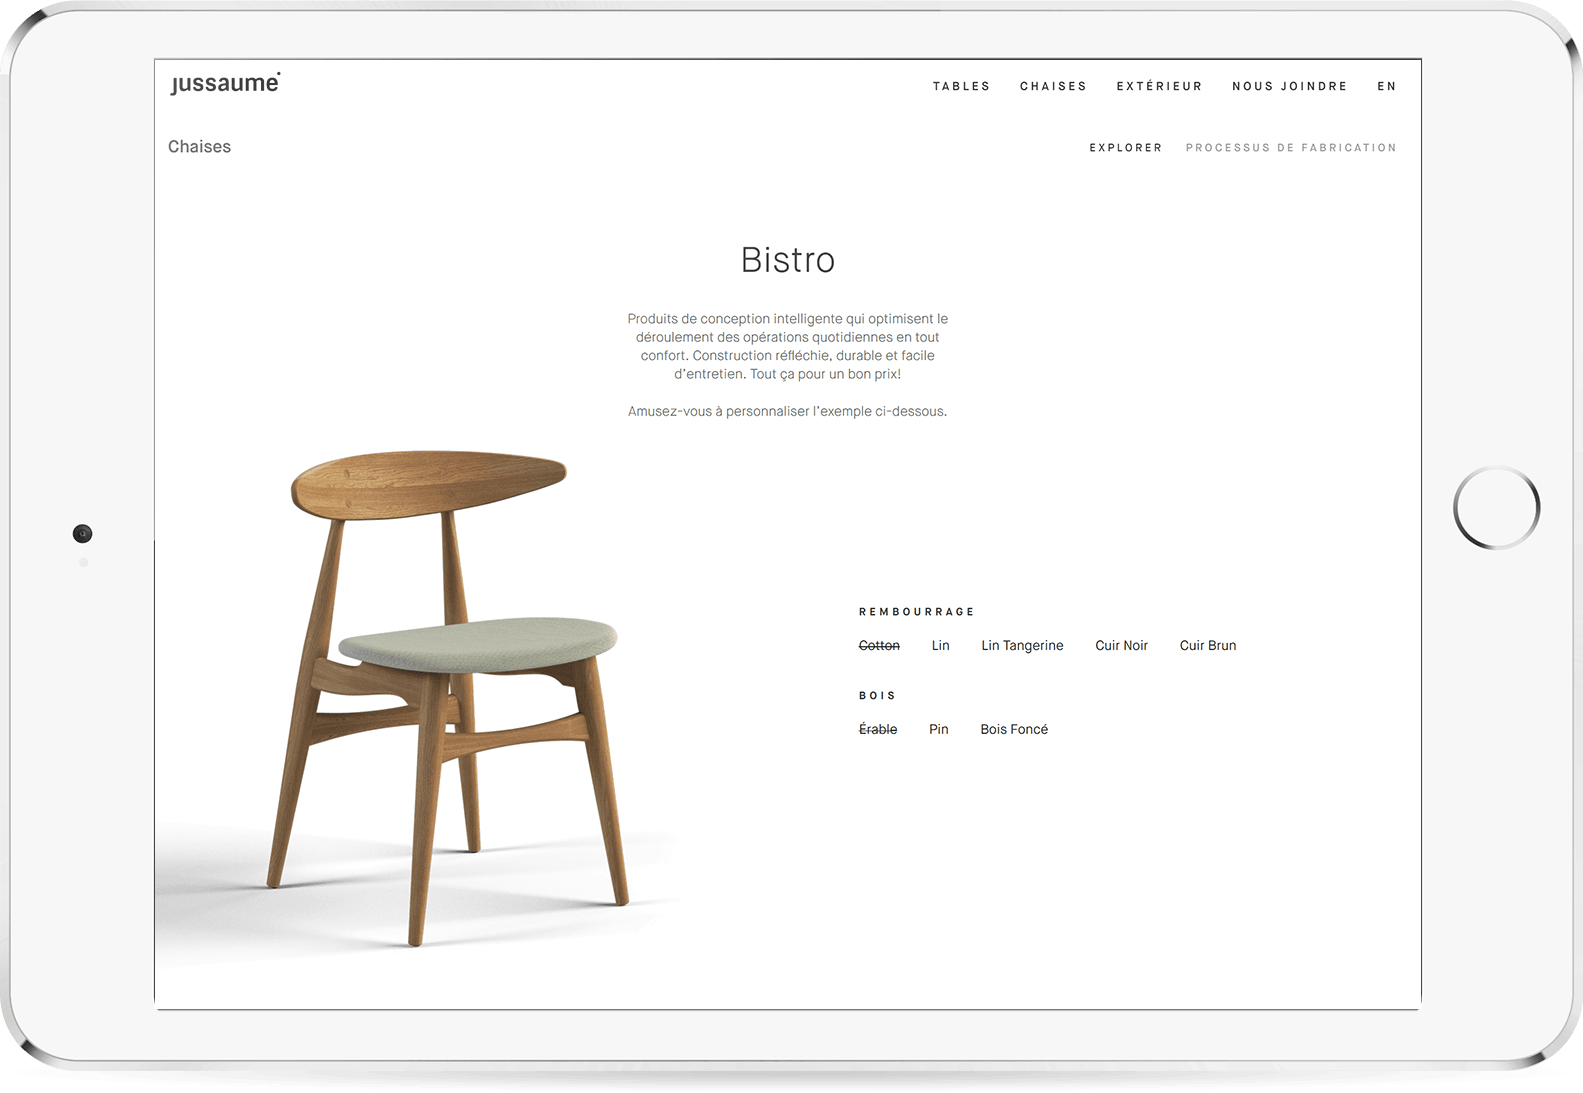 jussaume
TABLES CHAISES EXTÉRIEUR NOUS JOINDRE EN
Chaises
EXPLORER PROCESSUS DE FABRICATION
Bistro
Produits de conception intelligente qui optimisent le
déroulement des opérations quotidiennes en tout
confort. Construction réfléchie, durable et facile
d'entretien. Tout ça pour un bon prix!
Amusez-vous à personnaliser l'exemple ci-dessous.
REMBOURRAGE
Cotton Lin Lin Tangerine Cuir Noir Cuir Brun
BOIS
Érable Pin Bois Foncé